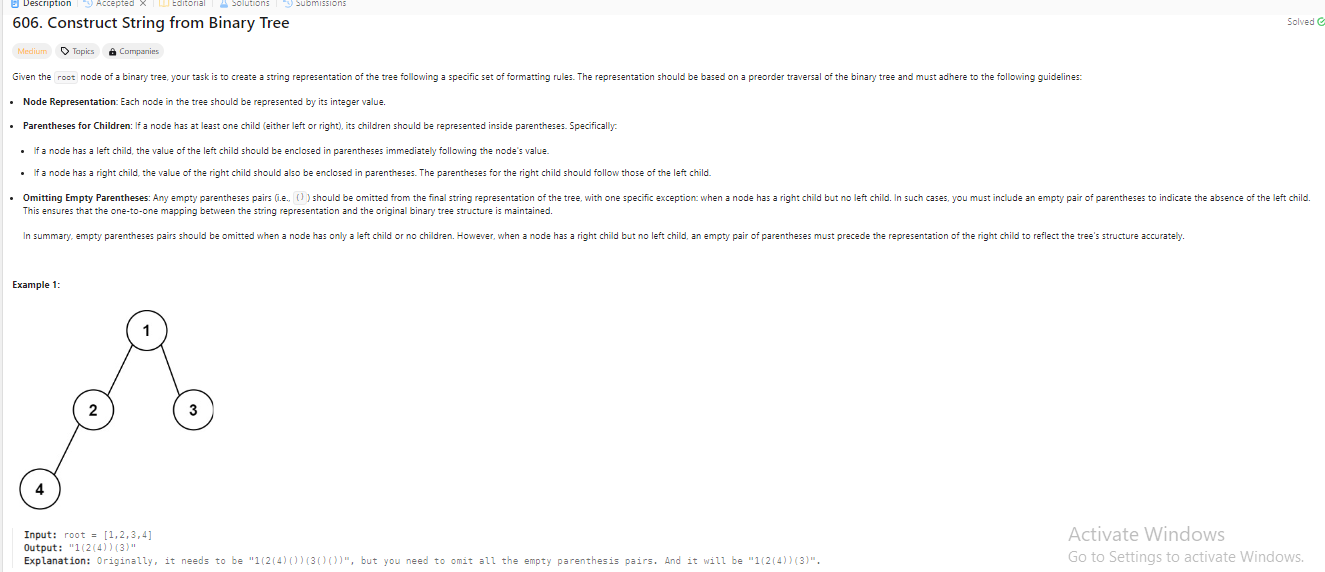 Description Accepted X Editorial Solutions Submissions
606. Construct String from Binary Tree
Solved
Medium Topics Companies
Given the root node of a binary tree, your task is to create a string representation of the tree following a specific set of formatting rules. The representation should be based on a preorder traversal of the binary tree and must adhere to the following guidelines:
• Node Representation: Each node in the tree should be represented by its integer value.
• Parentheses for Children: If a node has at least one child (either left or right), its children should be represented inside parentheses. Specifically:
• If a node has a left child, the value of the left child should be enclosed in parentheses immediately following the node's value.
• If a node has a right child, the value of the right child should also be enclosed in parentheses. The parentheses for the right child should follow those of the left child.
• Omitting Empty Parentheses: Any empty parentheses pairs (i.e., () ) should be omitted from the final string representation of the tree, with one specific exception: when a node has a right child but no left child. In such cases, you must include an empty pair of parentheses to indicate the absence of the left child.
This ensures that the one-to-one mapping between the string representation and the original binary tree structure is maintained.
In summary, empty parentheses pairs should be omitted when a node has only a left child or no children. However, when a node has a right child but no left child, an empty pair of parentheses must precede the representation of the right child to reflect the tree's structure accurately.
Example 1:
1
2 3
4
Input: root = [1,2,3,4]
Output: "1(2(4))(3)"
Explanation: Originally, it needs to be "1(2(4)())(3()())", but you need to omit all the empty parenthesis pairs. And it will be "1(2(4))(3)".
Activate Windows
Go to Settings to activate Windows.